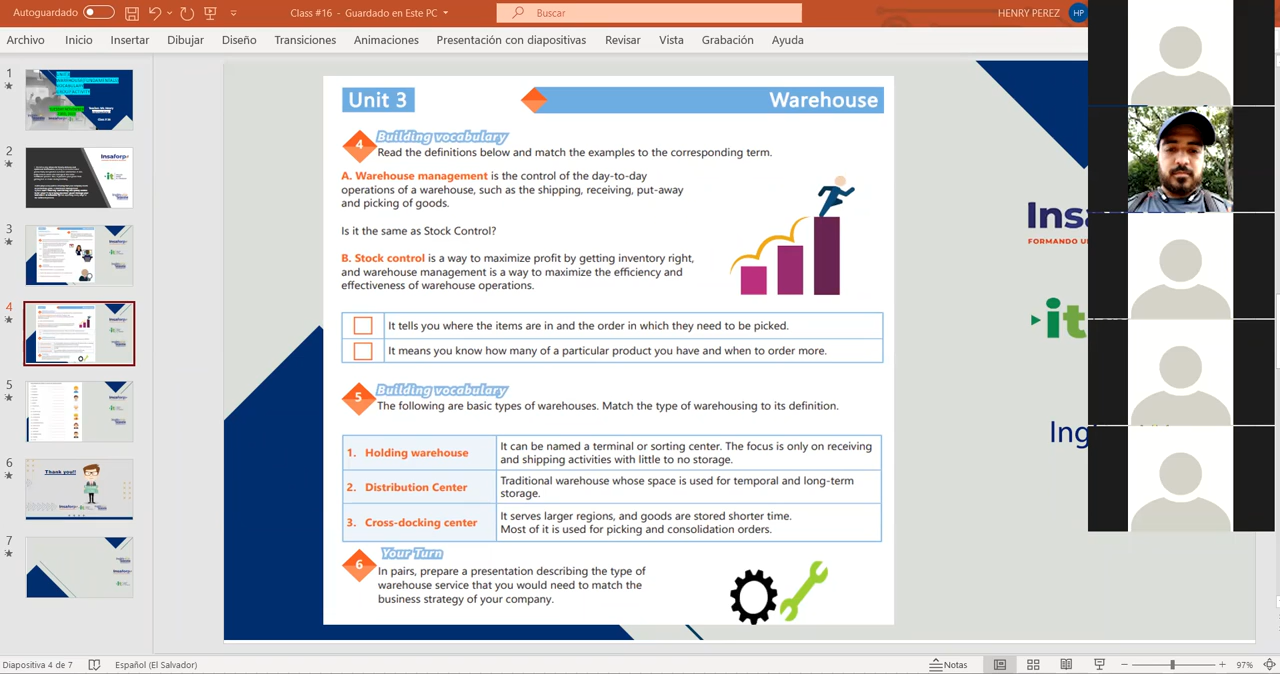 Autoguardado
Class #16 - Guardado en Este PC
Buscar
HENRY PEREZ
HP
Archivo Inicio Insertar Dibujar Diseño Transiciones Animaciones Presentación con diapositivas Revisar Vista Grabación Ayuda
1
2
3
4
5
6
7
Thank you!!
Unit 3
Warehouse
4
Building vocabulary
Read the definitions below and match the examples to the corresponding term.
A. Warehouse management is the control of the day-to-day
operations of a warehouse, such as the shipping, receiving, put-away
and picking of goods.
Is it the same as Stock Control?
B. Stock control is a way to maximize profit by getting inventory right,
and warehouse management is a way to maximize the efficiency and
effectiveness of warehouse operations.
It tells you where the items are in and the order in which they need to be picked.
It means you know how many of a particular product you have and when to order more.
5
Building vocabulary
The following are basic types of warehouses. Match the type of warehousing to its definition.
1. Holding warehouse
It can be named a terminal or sorting center. The focus is only on receiving
and shipping activities with little to no storage.
2. Distribution Center
Traditional warehouse whose space is used for temporal and long-term
storage.
3. Cross-docking center
It serves larger regions, and goods are stored shorter time.
Most of it is used for picking and consolidation orders.
6
Your Turn
In pairs, prepare a presentation describing the type of
warehouse service that you would need to match the
business strategy of your company.
Insa
FORMANDO U
it
Ing
Diapositiva 4 de 7
Español (El Salvador)
Notas
97%